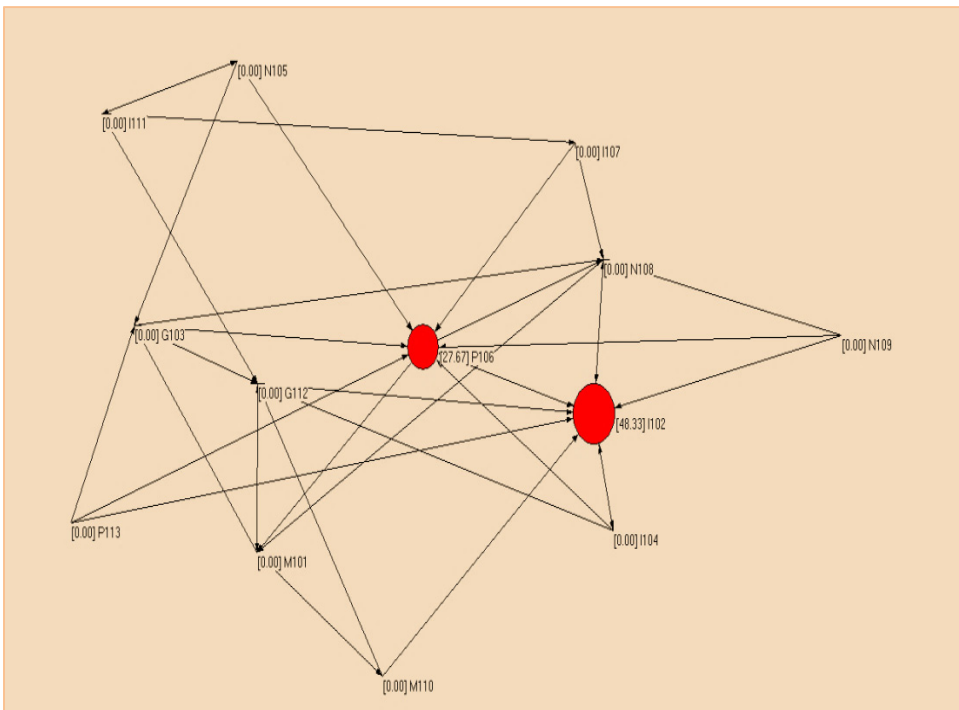 [0.00] N105
[0.00] I111
[0.00] I107
[0.00] N108
[0.00] G103
[0.00] N109
[27.67] P106
[0.00] G112
[48.33] I102
[0.00] P113
[0.00] I104
[0.00] M101
[0.00] M110